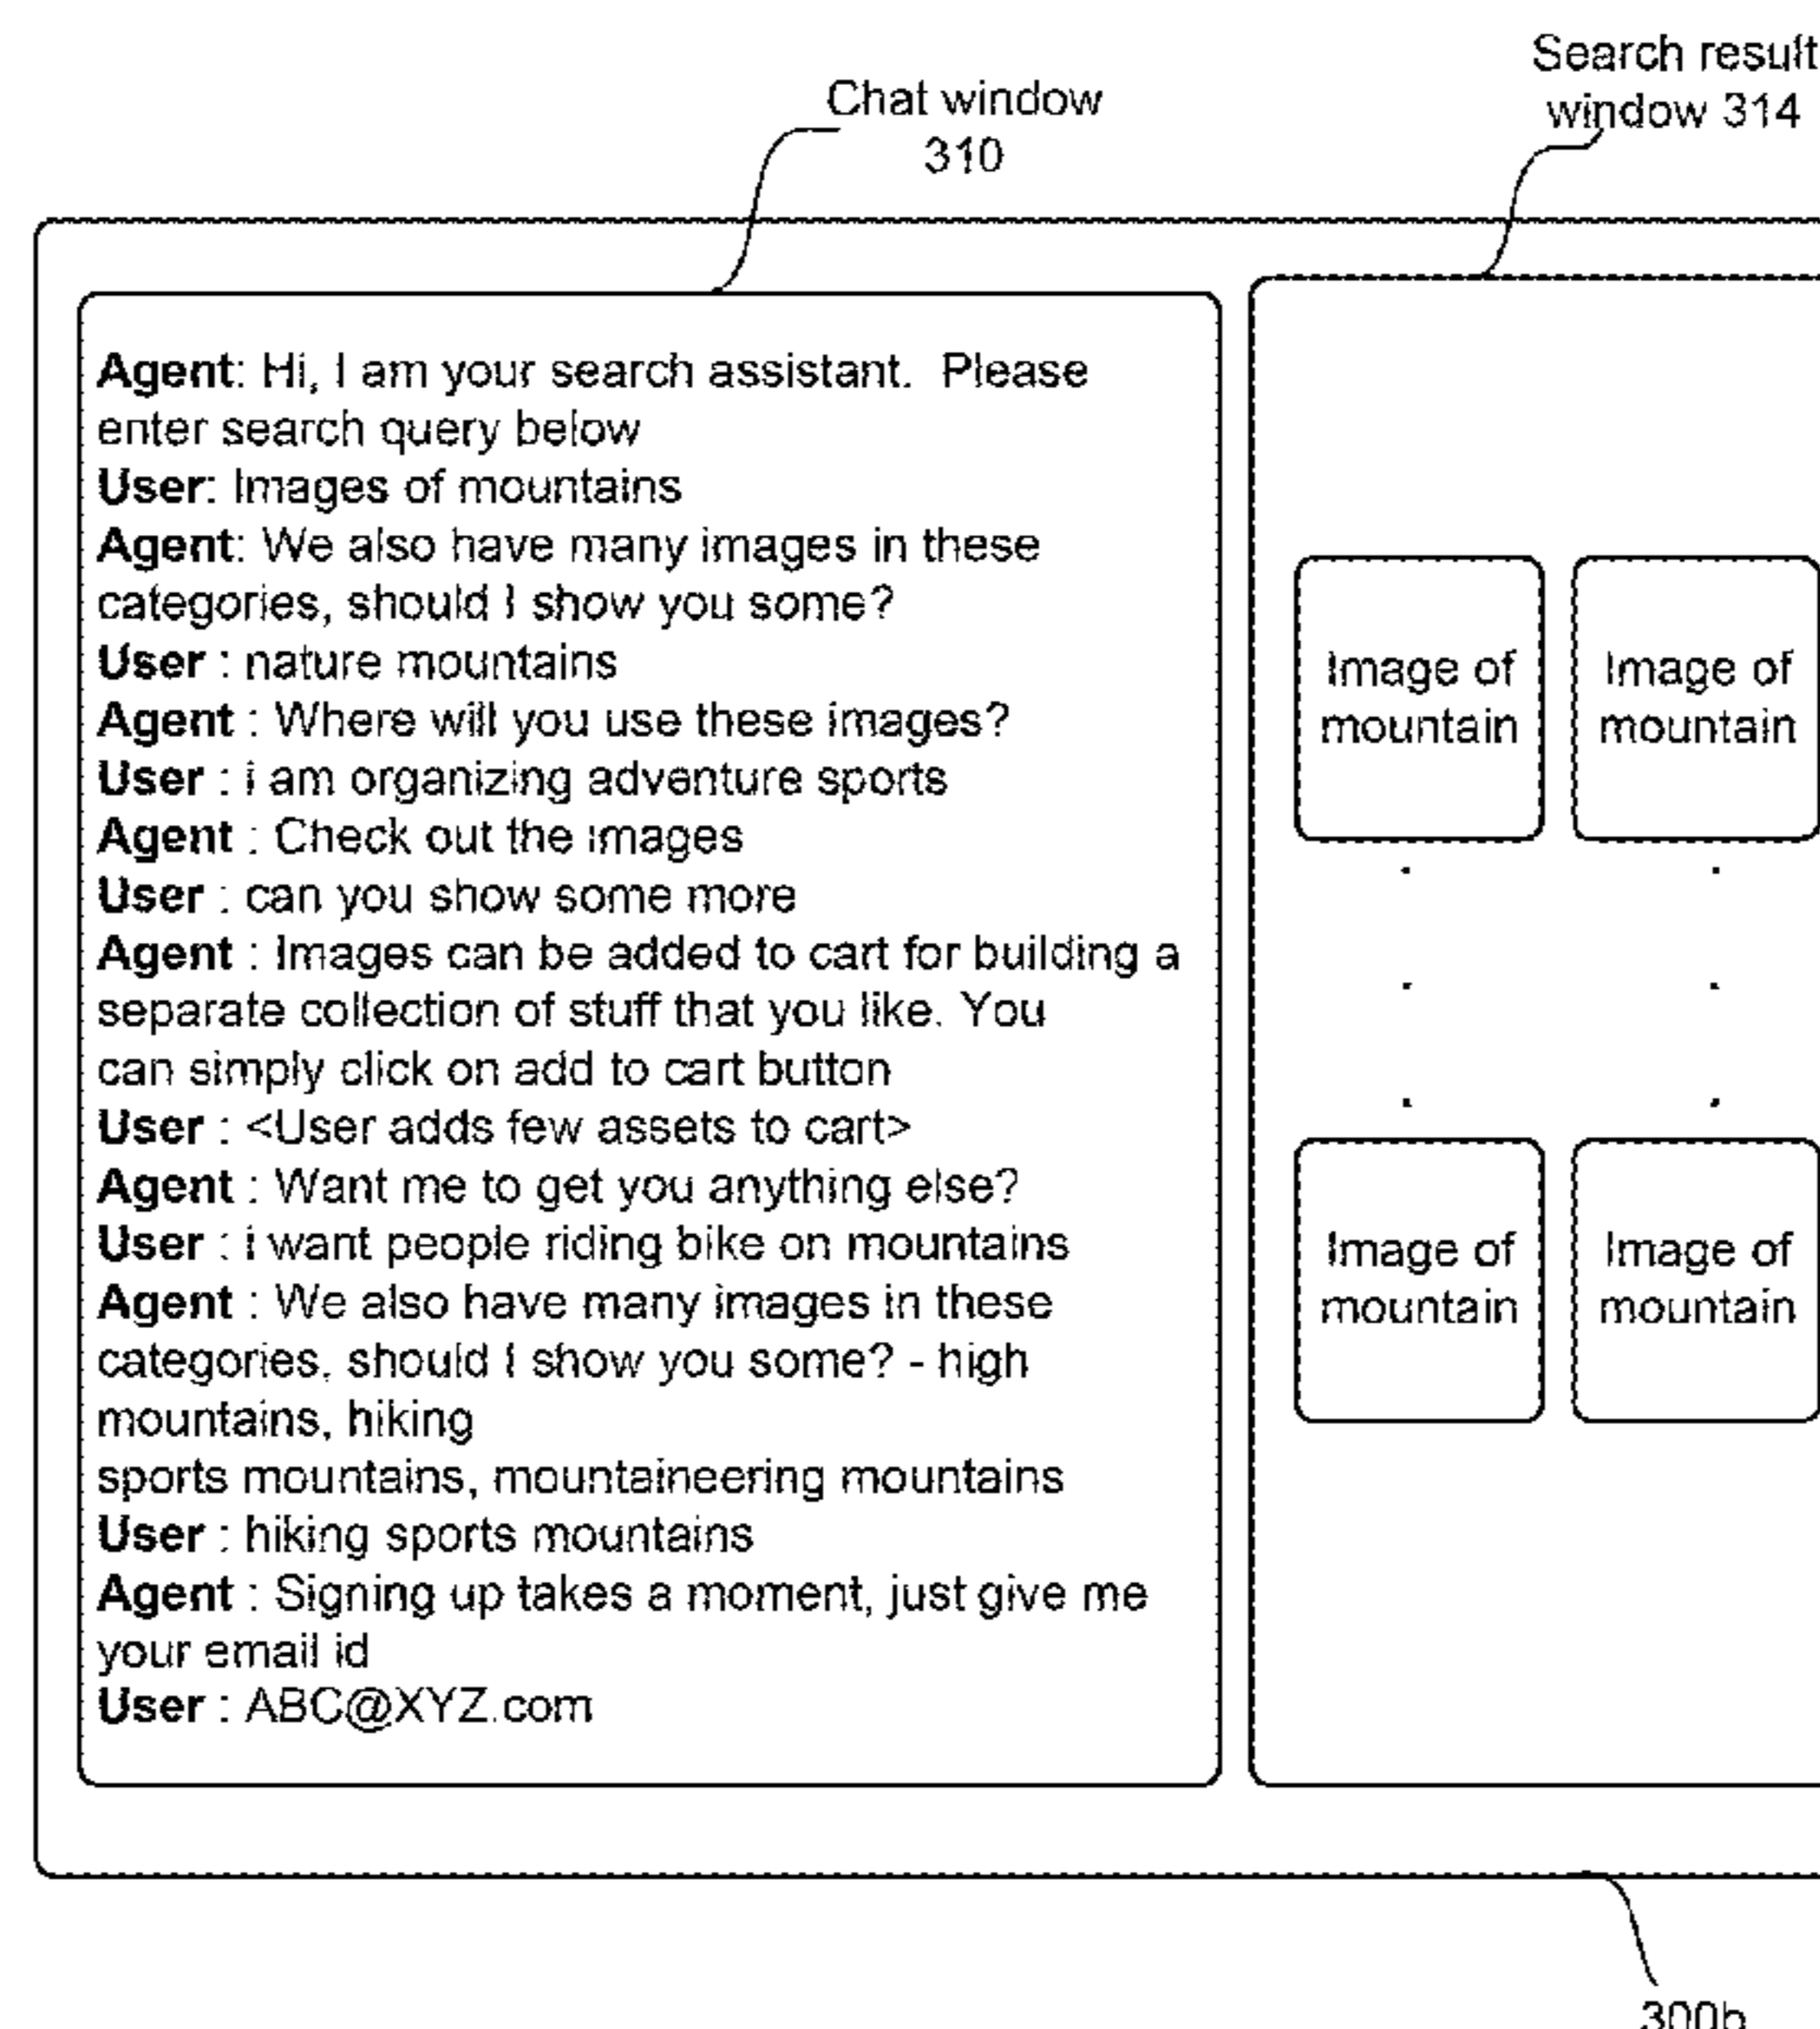 Chat window
310
Search result
window 314
Agent: Hi, I am your search assistant.  Please
enter search query below
User: Images of mountains
Agent: We also have many images in these
categories, should I show you some?
User : nature mountains
Agent : Where will you use these images?
User : i am organizing adventure sports
Agent : Check out the images
User : can you show some more
Agent : Images can be added to cart for building a
separate collection of stuff that you like. You
can simply click on add to cart button
User : <User adds few assets to cart>
Agent : Want me to get you anything else?
User : i want people riding bike on mountains
Agent : We also have many images in these
categories, should I show you some? - high
mountains, hiking
sports mountains, mountaineering mountains
User : hiking sports mountains
Agent : Signing up takes a moment, just give me
your email id
User : ABC@XYZ.com
Image of
mountain
Image of
mountain
Image of
mountain
Image of
mountain
300b